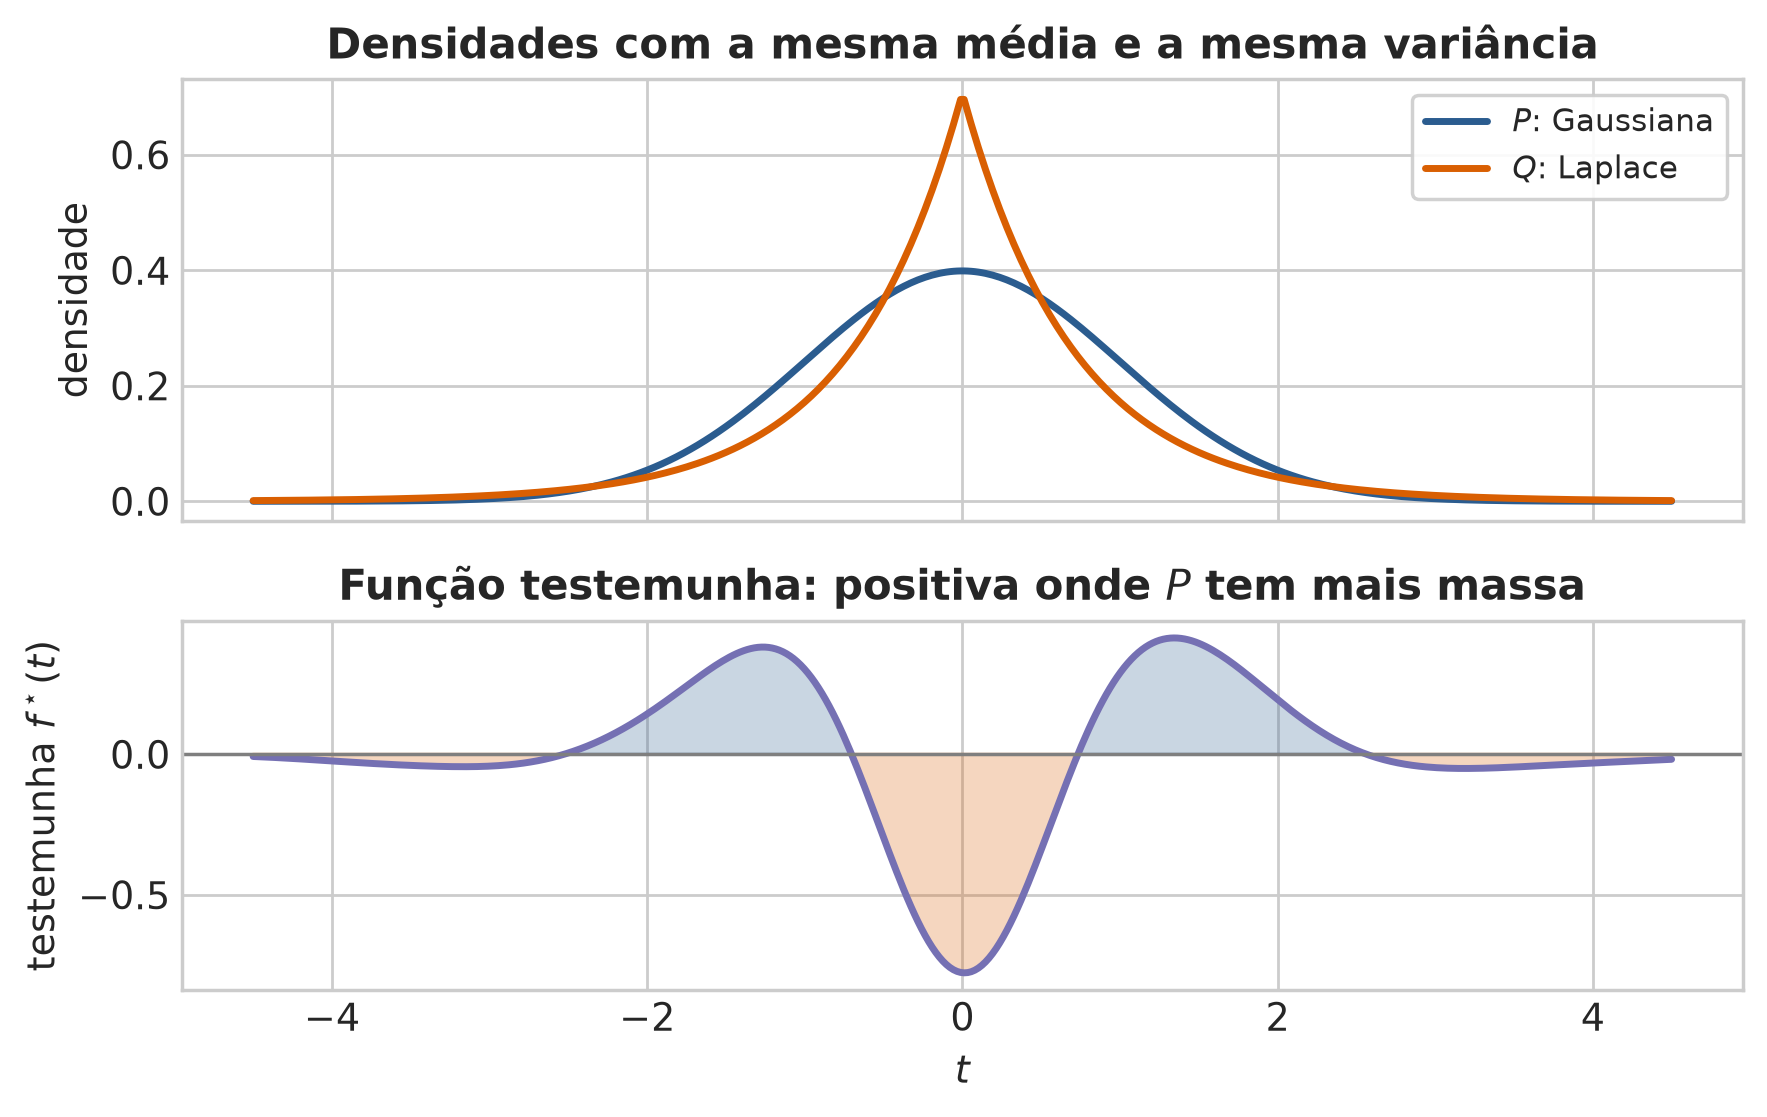 Densidades com a mesma média e a mesma variância
densidade
0.6
0.4
0.2
0.0
P: Gaussiana
Q: Laplace
Função testemunha: positiva onde P tem mais massa
testemunha f⋆(t)
0.0
−0.5
−4
−2
0
2
4
t